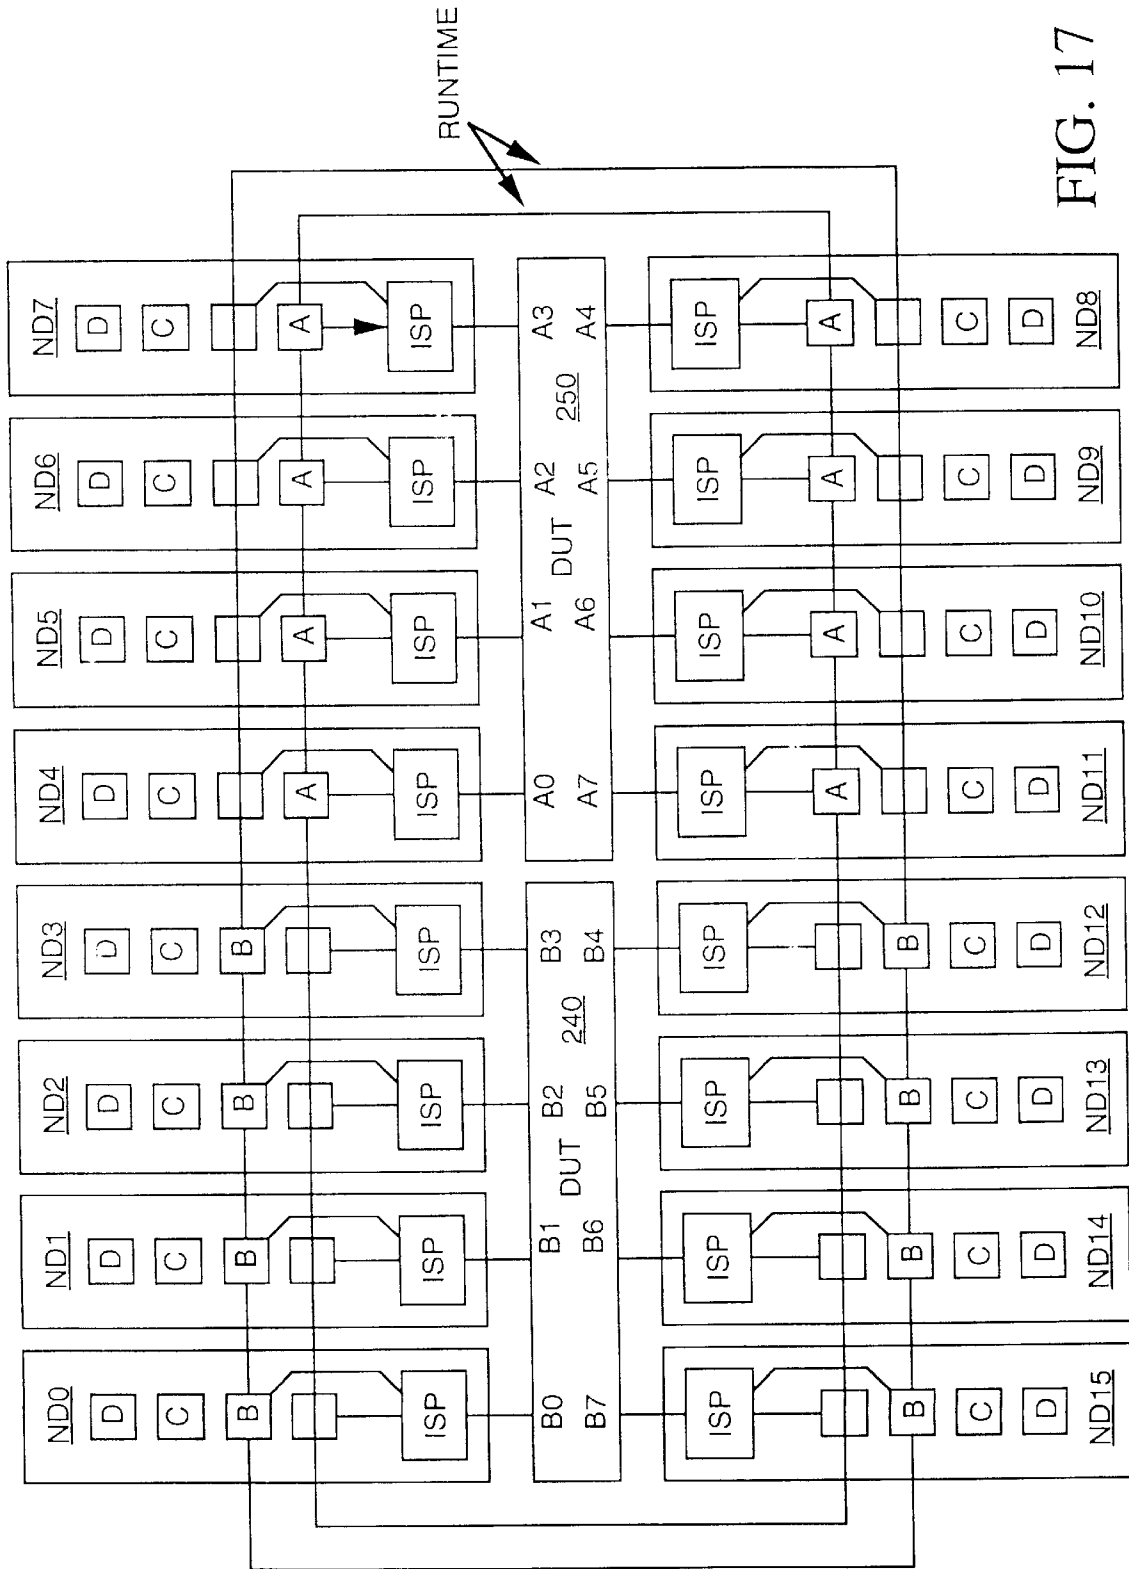 ND0 ND1 ND2 ND3 ND4 ND5 ND6 ND7
D D D D D D D D
C C C C C C C C
B B B B
A A A A
ISP ISP ISP ISP ISP ISP ISP ISP
RUNTIME
B0 B1 B2 B3 A0 A1 A2 A3
DUT 240 DUT 250
B7 B6 B5 B4 A7 A6 A5 A4
ISP ISP ISP ISP ISP ISP ISP ISP
A A A A
B B B B
C C C C C C C C
D D D D D D D D
ND15 ND14 ND13 ND12 ND11 ND10 ND9 ND8
FIG. 17